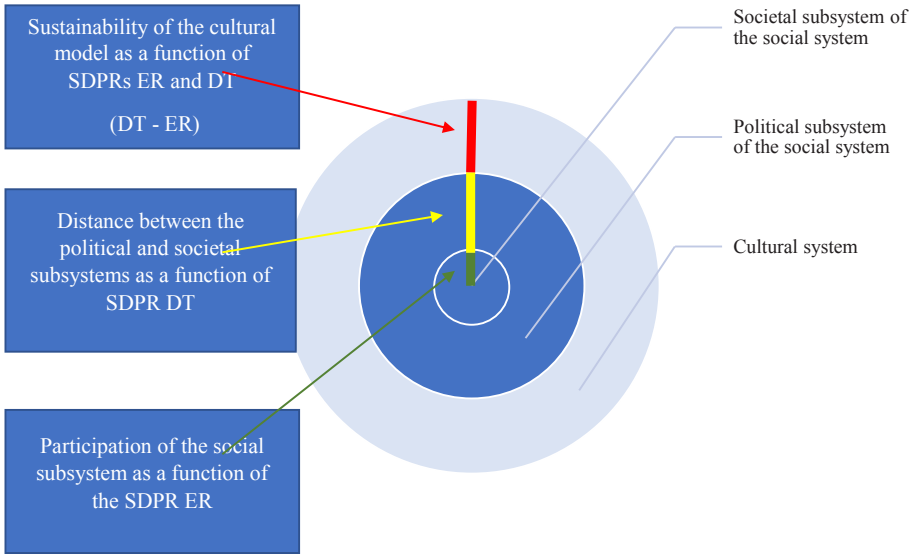 Sustainability of the cultural
model as a function of
SDPRs ER and DT
(DT - ER)
Distance between the
political and societal
subsystems as a function of
SDPR DT
Participation of the social
subsystem as a function of
the SDPR ER
Societal subsystem of
the social system
Political subsystem
of the social system
Cultural system